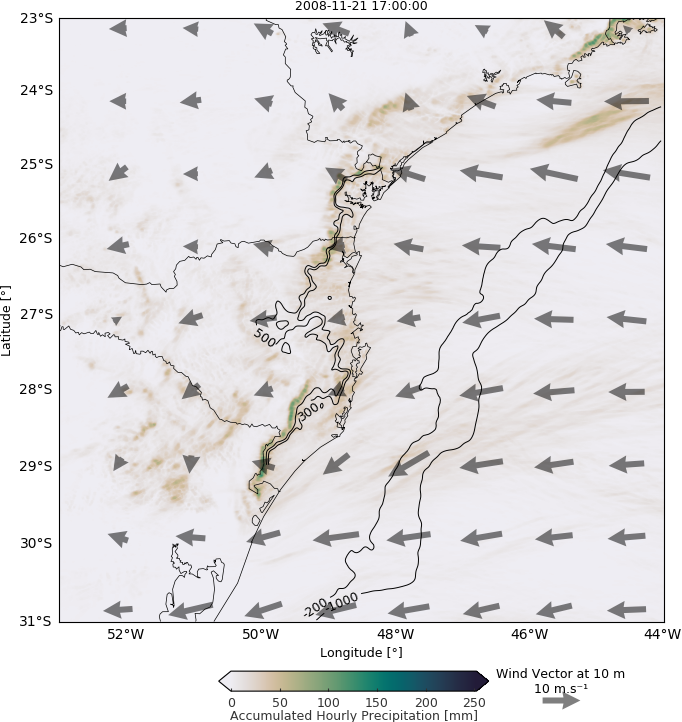 2008-11-21 17:00:00
23°S
24°S
25°S
26°S
27°S
28°S
29°S
30°S
31°S
Latitude [°]
500
300
-200
-1000
52°W 50°W 48°W 46°W 44°W
Longitude [°]
0 50 100 150 200 250
Accumulated Hourly Precipitation [mm]
Wind Vector at 10 m
10 m.s⁻¹